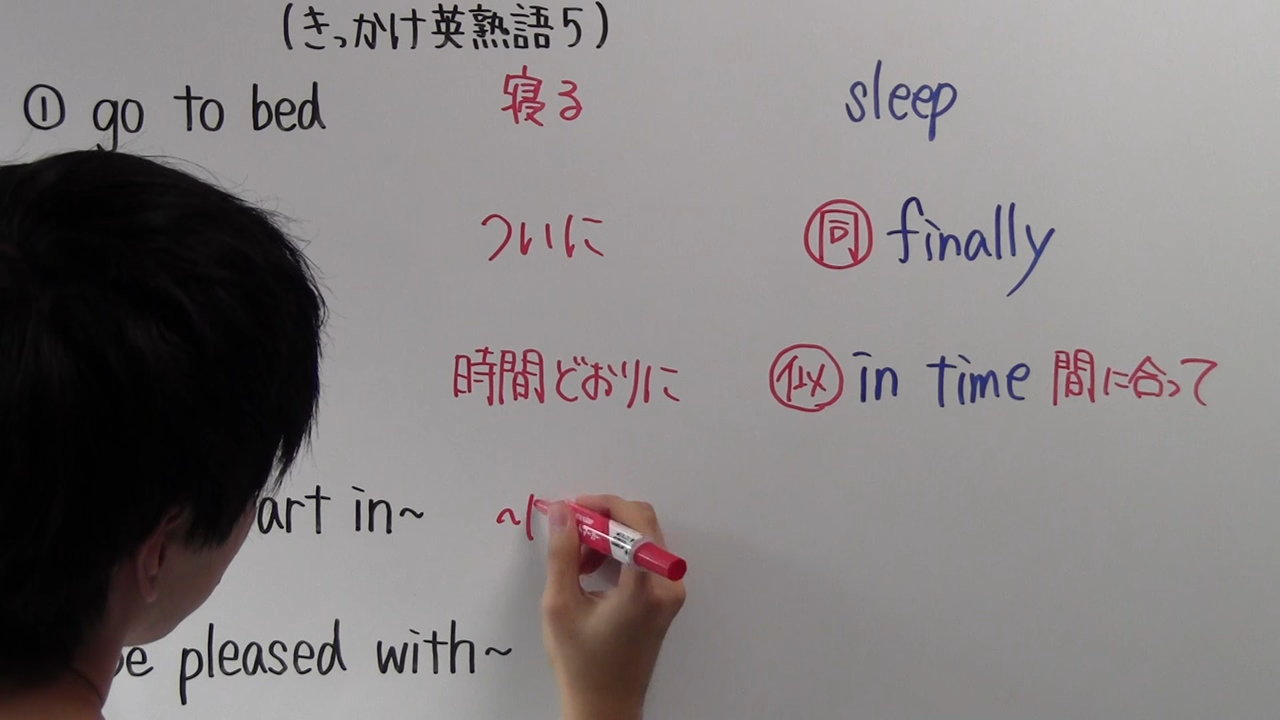 (きっかけ英熟語5)
① go to bed 寝る sleep
ついに 同 finally
時間どおりに 似 in time 間に合って
art in~ ~に
be pleased with~